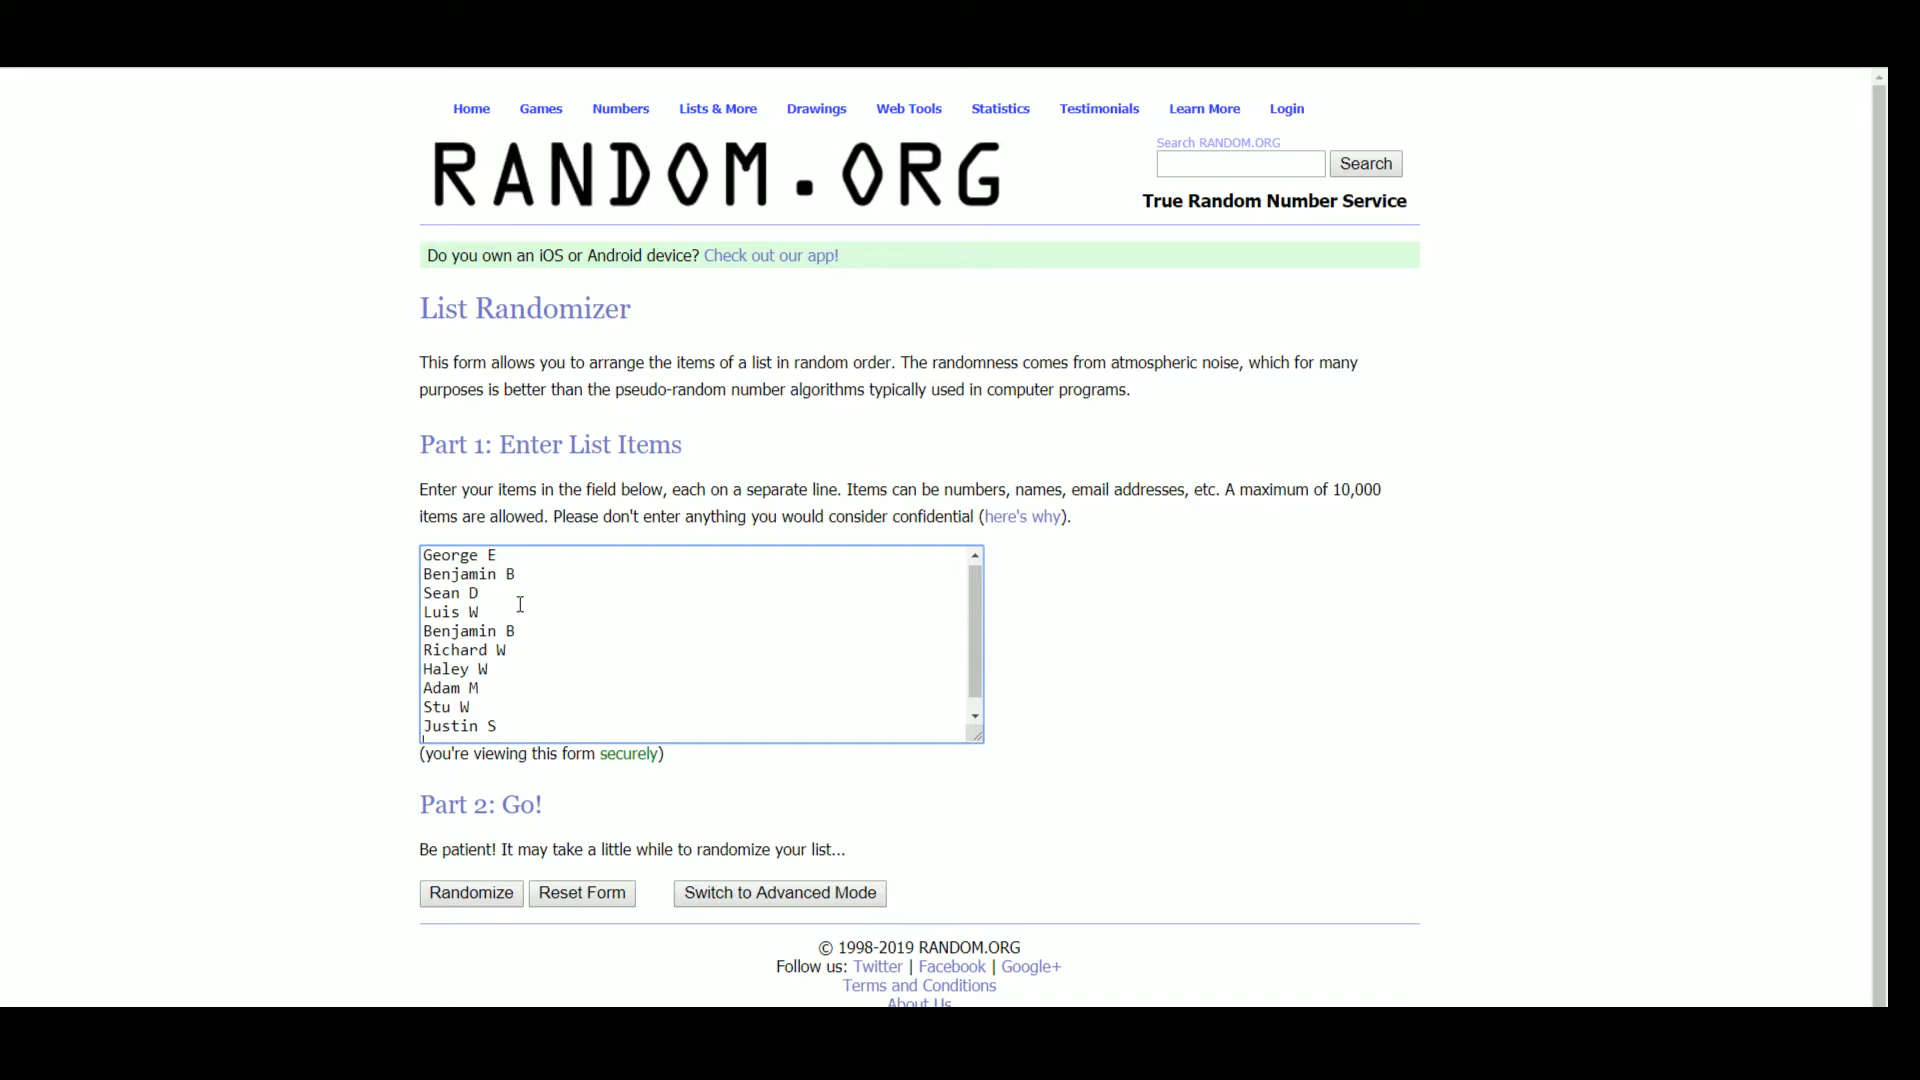 Home Games Numbers Lists & More Drawings Web Tools Statistics Testimonials Learn More Login
RANDOM.ORG
Search RANDOM.ORG
Search
True Random Number Service
Do you own an iOS or Android device? Check out our app!
List Randomizer
This form allows you to arrange the items of a list in random order. The randomness comes from atmospheric noise, which for many
purposes is better than the pseudo-random number algorithms typically used in computer programs.
Part 1: Enter List Items
Enter your items in the field below, each on a separate line. Items can be numbers, names, email addresses, etc. A maximum of 10,000
items are allowed. Please don't enter anything you would consider confidential (here's why).
George E
Benjamin B
Sean D
Luis W
Benjamin B
Richard W
Haley W
Adam M
Stu W
Justin S
(you're viewing this form securely)
Part 2: Go!
Be patient! It may take a little while to randomize your list...
Randomize Reset Form Switch to Advanced Mode
© 1998-2019 RANDOM.ORG
Follow us: Twitter | Facebook | Google+
Terms and Conditions
About Us